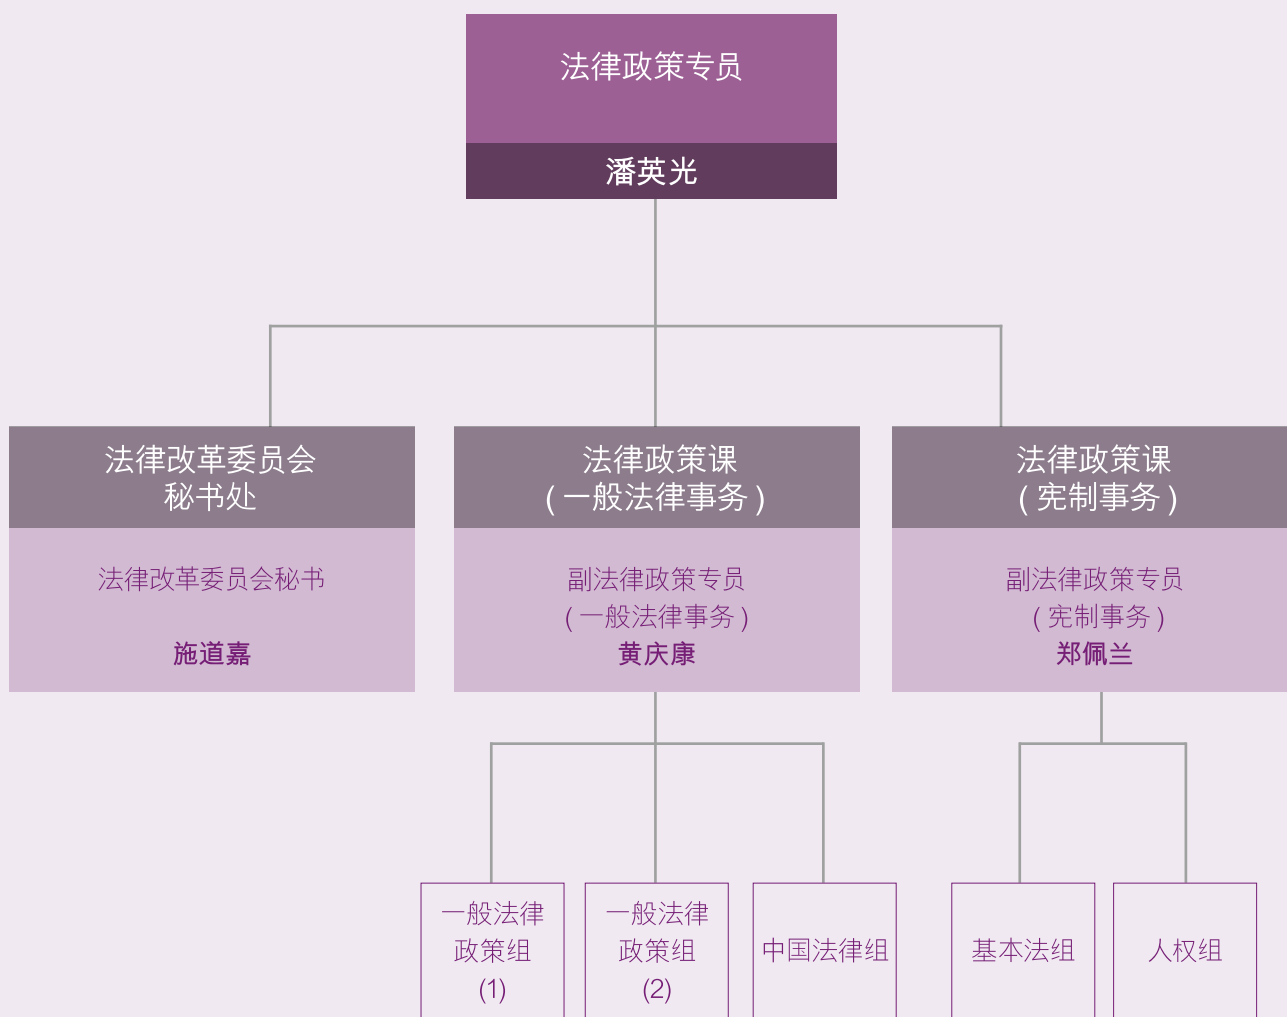 法律政策专员
潘英光
法律改革委员会
秘书处
法律改革委员会秘书
施道嘉
法律政策课
(一般法律事务)
副法律政策专员
(一般法律事务)
黄庆康
法律政策课
(宪制事务)
副法律政策专员
(宪制事务)
郑佩兰
一般法律
政策组
(1)
一般法律
政策组
(2)
中国法律组
基本法组
人权组